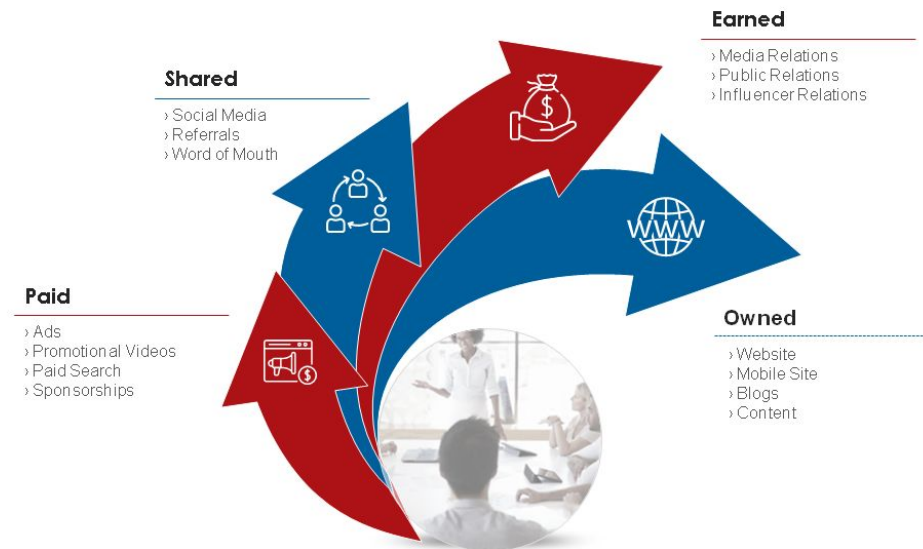 Earned
› Media Relations
› Public Relations
› Influencer Relations
Shared
› Social Media
› Referrals
› Word of Mouth
$
WWW
Paid
› Ads
› Promotional Videos
› Paid Search
› Sponsorships
$
Owned
› Website
› Mobile Site
› Blogs
› Content